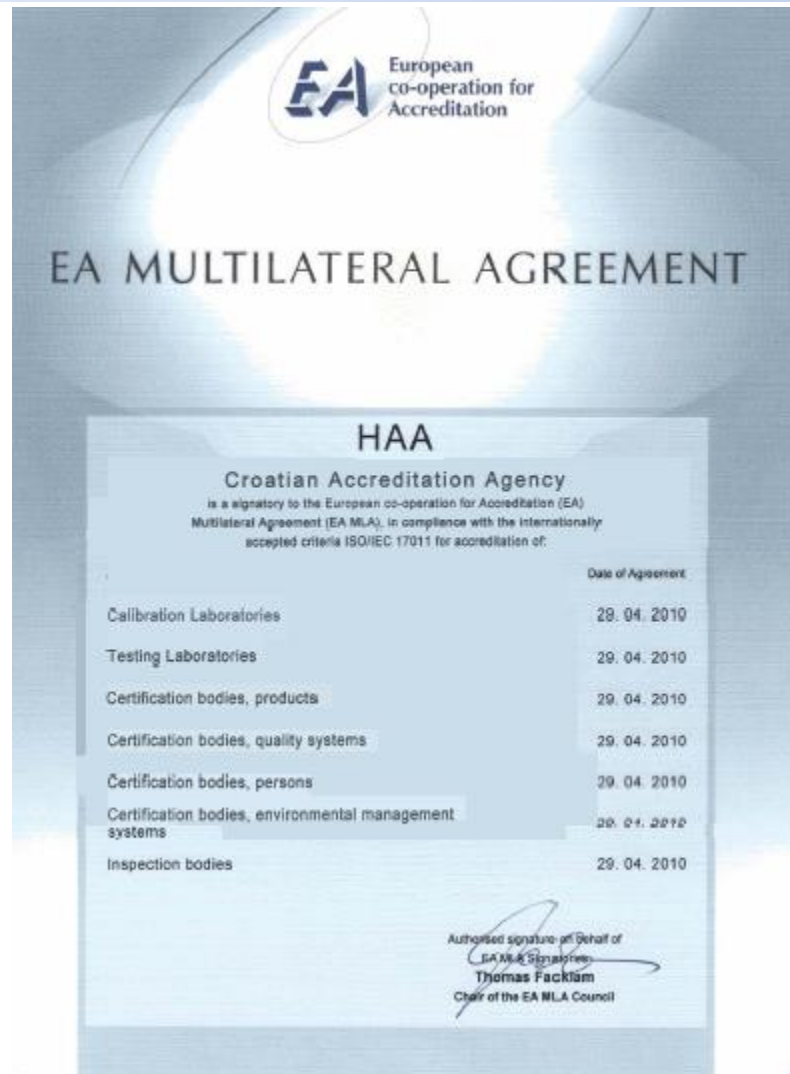 EA
European
co-operation for
Accreditation
EA MULTILATERAL AGREEMENT
HAA
Croatian Accreditation Agency
is a signatory to the European co-operation for Accreditation (EA)
Multilateral Agreement (EA MLA), in compliance with the internationally
accepted criteria ISO/IEC 17011 for accreditation of:
Date of Agreement
Calibration Laboratories 29. 04. 2010
Testing Laboratories 29. 04. 2010
Certification bodies, products 29. 04. 2010
Certification bodies, quality systems 29. 04. 2010
Certification bodies, persons 29. 04. 2010
Certification bodies, environmental management
systems
Inspection bodies 29. 04. 2010
Authorised signature on behalf of
EA MLA Signatories
Thomas Facklam
Chair of the EA MLA Council